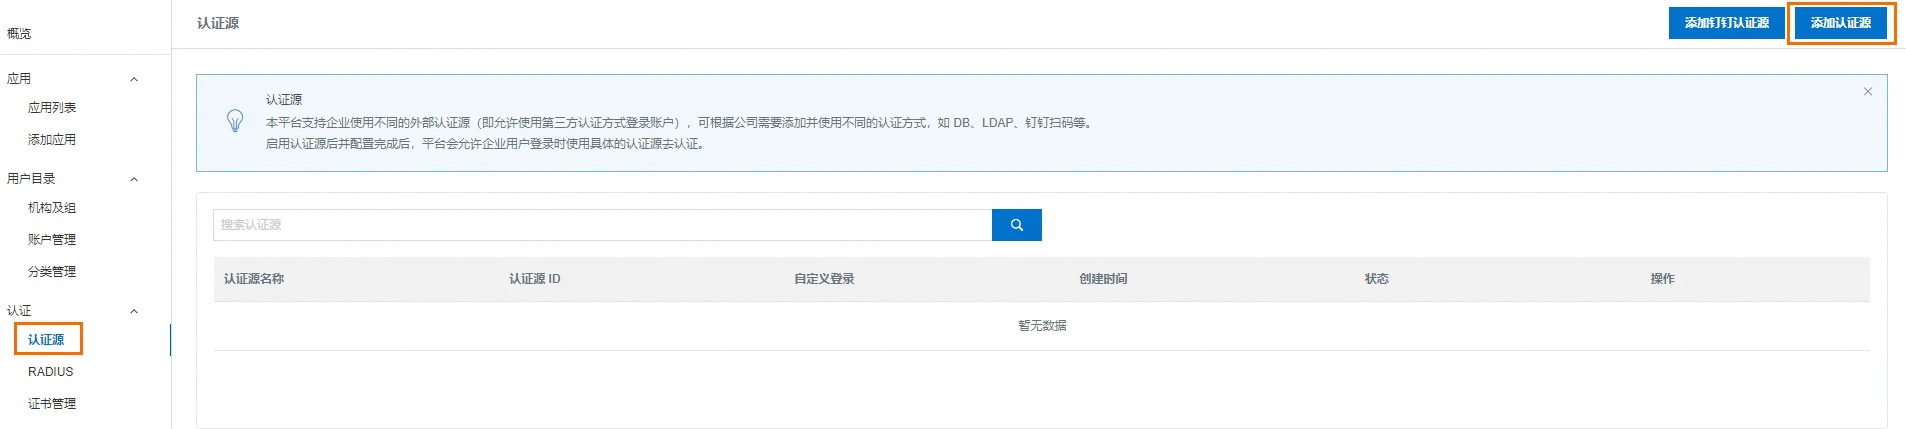 概览
应用
应用列表
添加应用
用户目录
机构及组
账户管理
分类管理
认证
认证源
RADIUS
证书管理
认证源
添加钉钉认证源
添加认证源
认证源
本平台支持企业使用不同的外部认证源（即允许使用第三方认证方式登录账户），可根据公司需要添加并使用不同的认证方式，如 DB、LDAP、钉钉扫码等。
启用认证源后并配置完成后，平台会允许企业用户登录时使用具体的认证源去认证。
搜索认证源
认证源名称 认证源 ID 自定义登录 创建时间 状态 操作
暂无数据